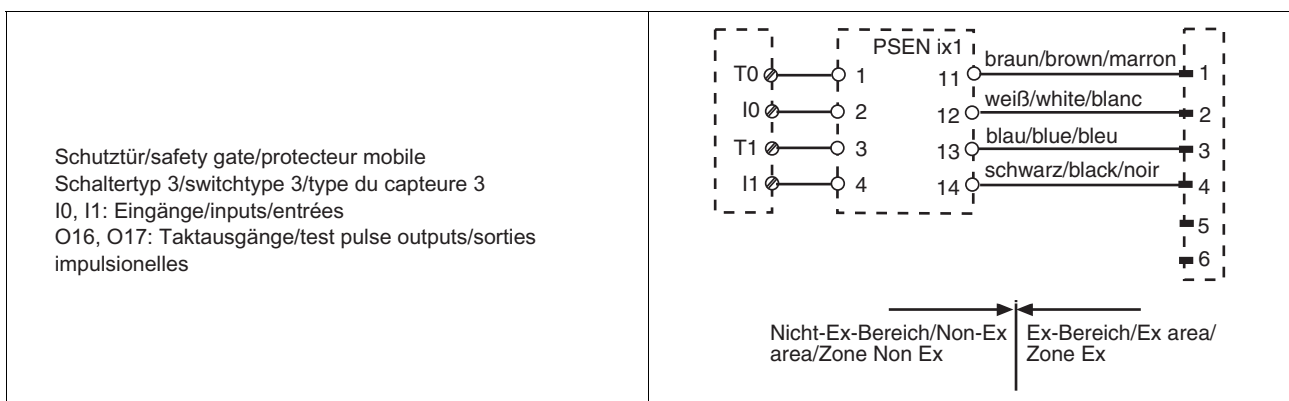 Schutztür/safety gate/protecteur mobile
Schaltertyp 3/switchtype 3/type du capteure 3
I0, I1: Eingänge/inputs/entrées
O16, O17: Taktausgänge/test pulse outputs/sorties
impulsionelles
PSEN ix1
T0 1 11 braun/brown/marron 1
I0 2 12 weiß/white/blanc 2
T1 3 13 blau/blue/bleu 3
I1 4 14 schwarz/black/noir 4
5
6
Nicht-Ex-Bereich/Non-Ex
area/Zone Non Ex
Ex-Bereich/Ex area/
Zone Ex